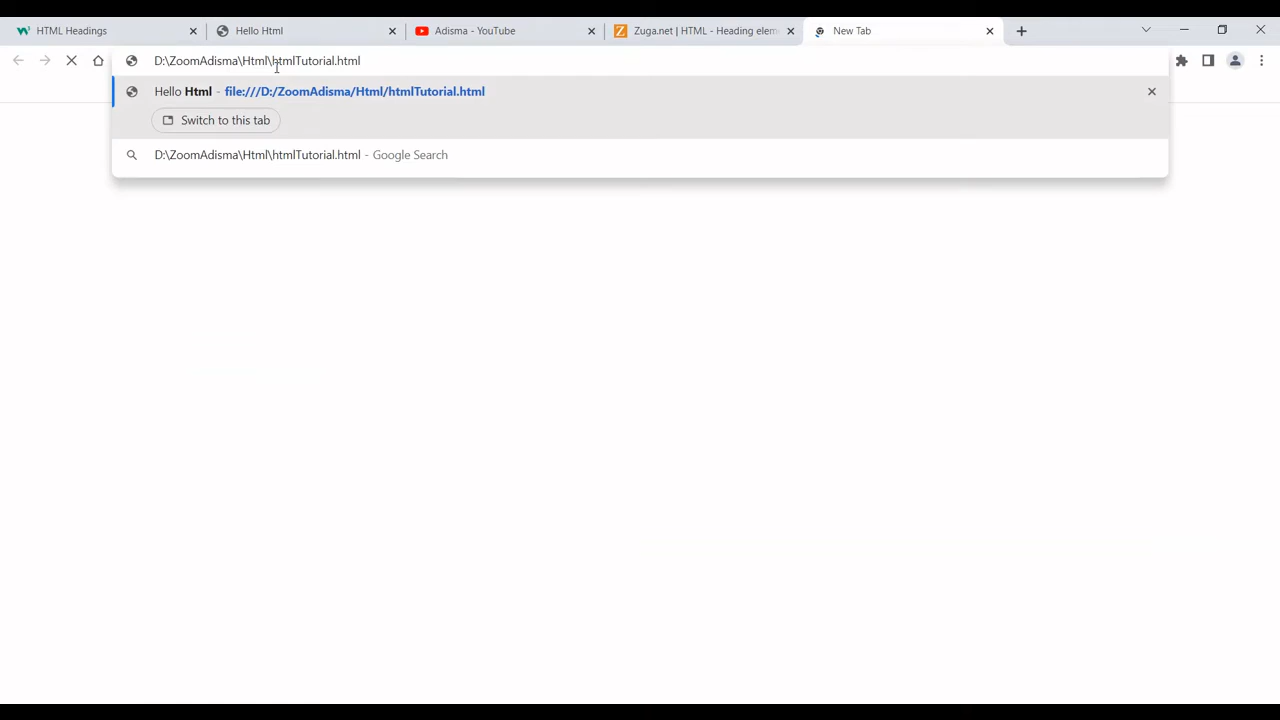 HTML Headings
Hello Html
Adisma - YouTube
Zuga.net | HTML - Heading elem
New Tab
D:\ZoomAdisma\Html\htmlTutorial.html
Hello Html - file:///D:/ZoomAdisma/Html/htmlTutorial.html
Switch to this tab
D:\ZoomAdisma\Html\htmlTutorial.html - Google Search